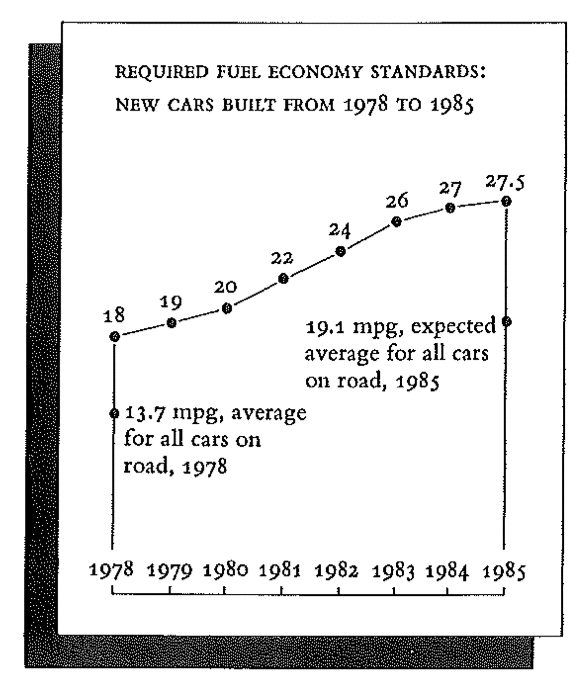 REQUIRED FUEL ECONOMY STANDARDS:
NEW CARS BUILT FROM 1978 TO 1985
18
19
20
22
24
26
27
27.5
19.1 mpg, expected
average for all cars
on road, 1985
13.7 mpg, average
for all cars on
road, 1978
1978 1979 1980 1981 1982 1983 1984 1985